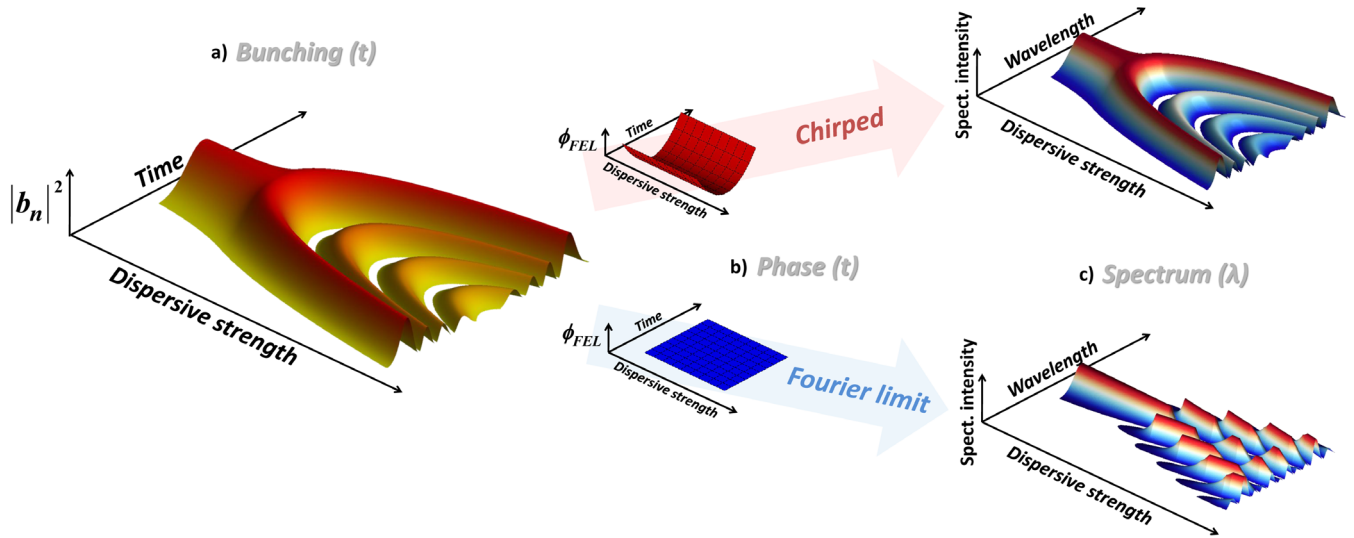 a) Bunching (t)
|b_n|^2
Time
Dispersive strength
ϕ_FEL
Time
Dispersive strength
Chirped
Spect. intensity
Wavelength
Dispersive strength
b) Phase (t)
ϕ_FEL
Time
Dispersive strength
Fourier limit
c) Spectrum (λ)
Spect. intensity
Wavelength
Dispersive strength